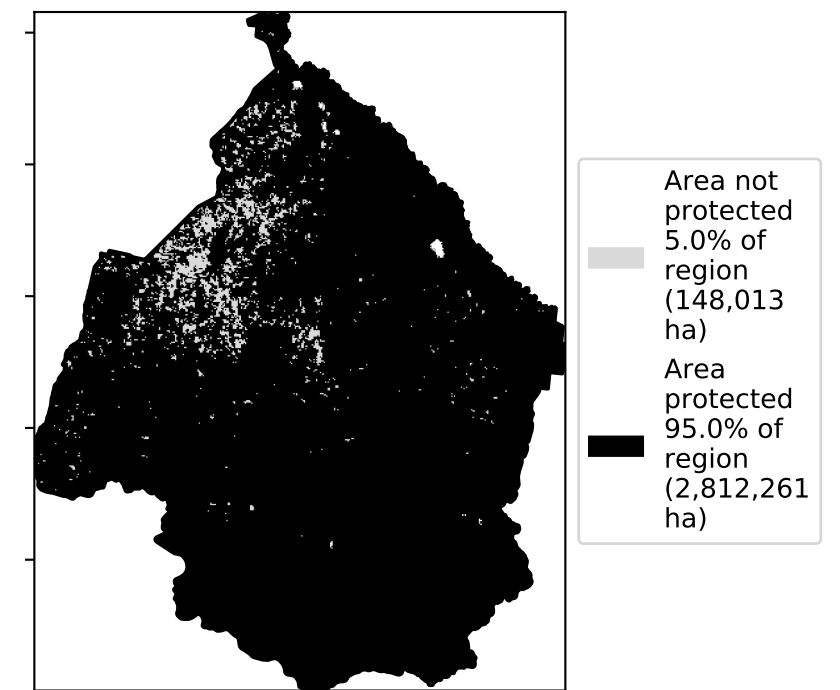 Area not
protected
5.0% of
region
(148,013
ha)
Area
protected
95.0% of
region
(2,812,261
ha)